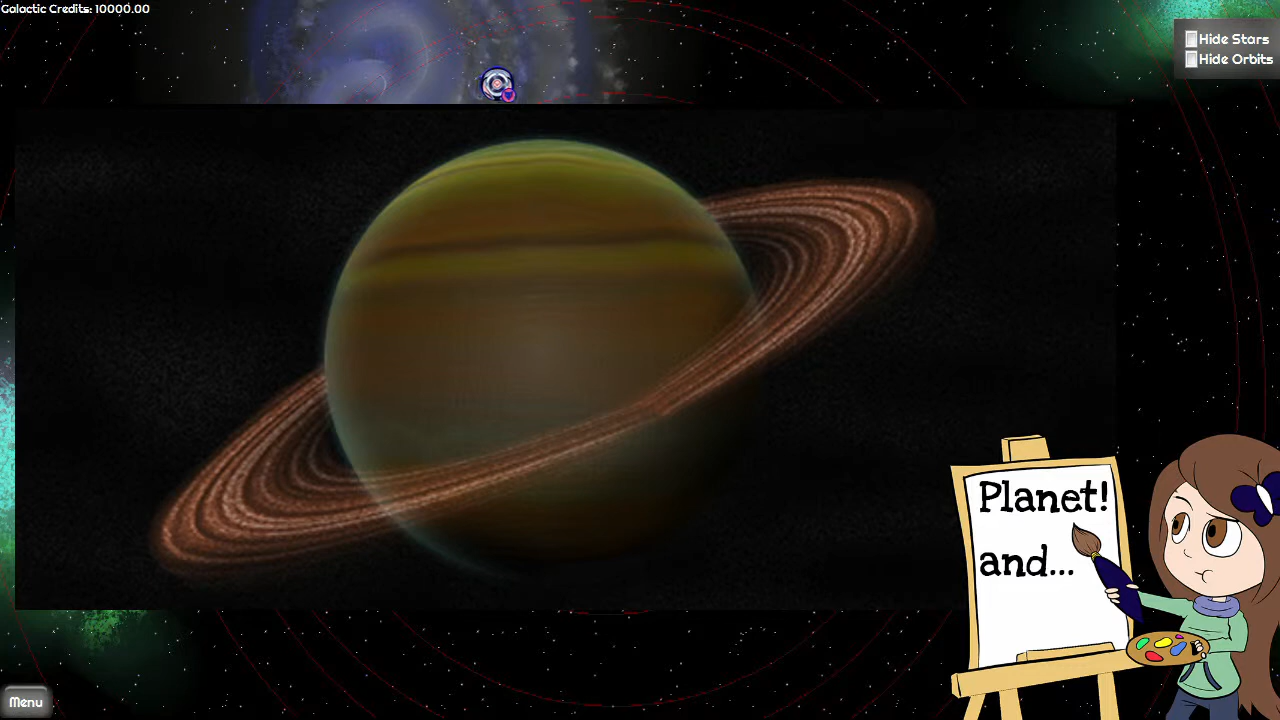 Galactic Credits: 10000.00
Hide Stars
Hide Orbits
Planet!
and...
Menu